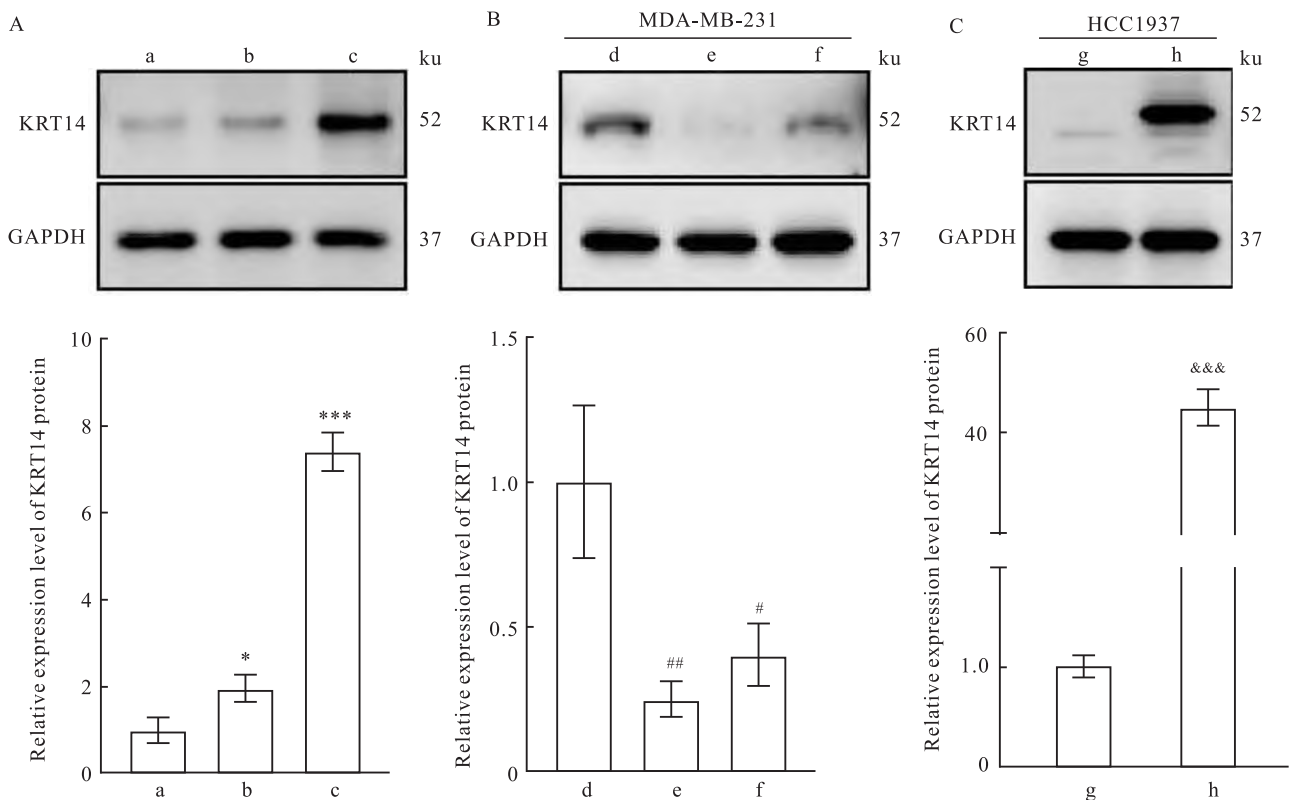 A
a b c ku
KRT14 52
GAPDH 37
Relative expression level of KRT14 protein
10
8
6
4
2
0
*
***
a b c
B
MDA-MB-231
d e f ku
KRT14 52
GAPDH 37
Relative expression level of KRT14 protein
1.5
1.0
0.5
0
##
#
d e f
C
HCC1937
g h ku
KRT14 52
GAPDH 37
Relative expression level of KRT14 protein
60
40
1.0
0
&&&
g h